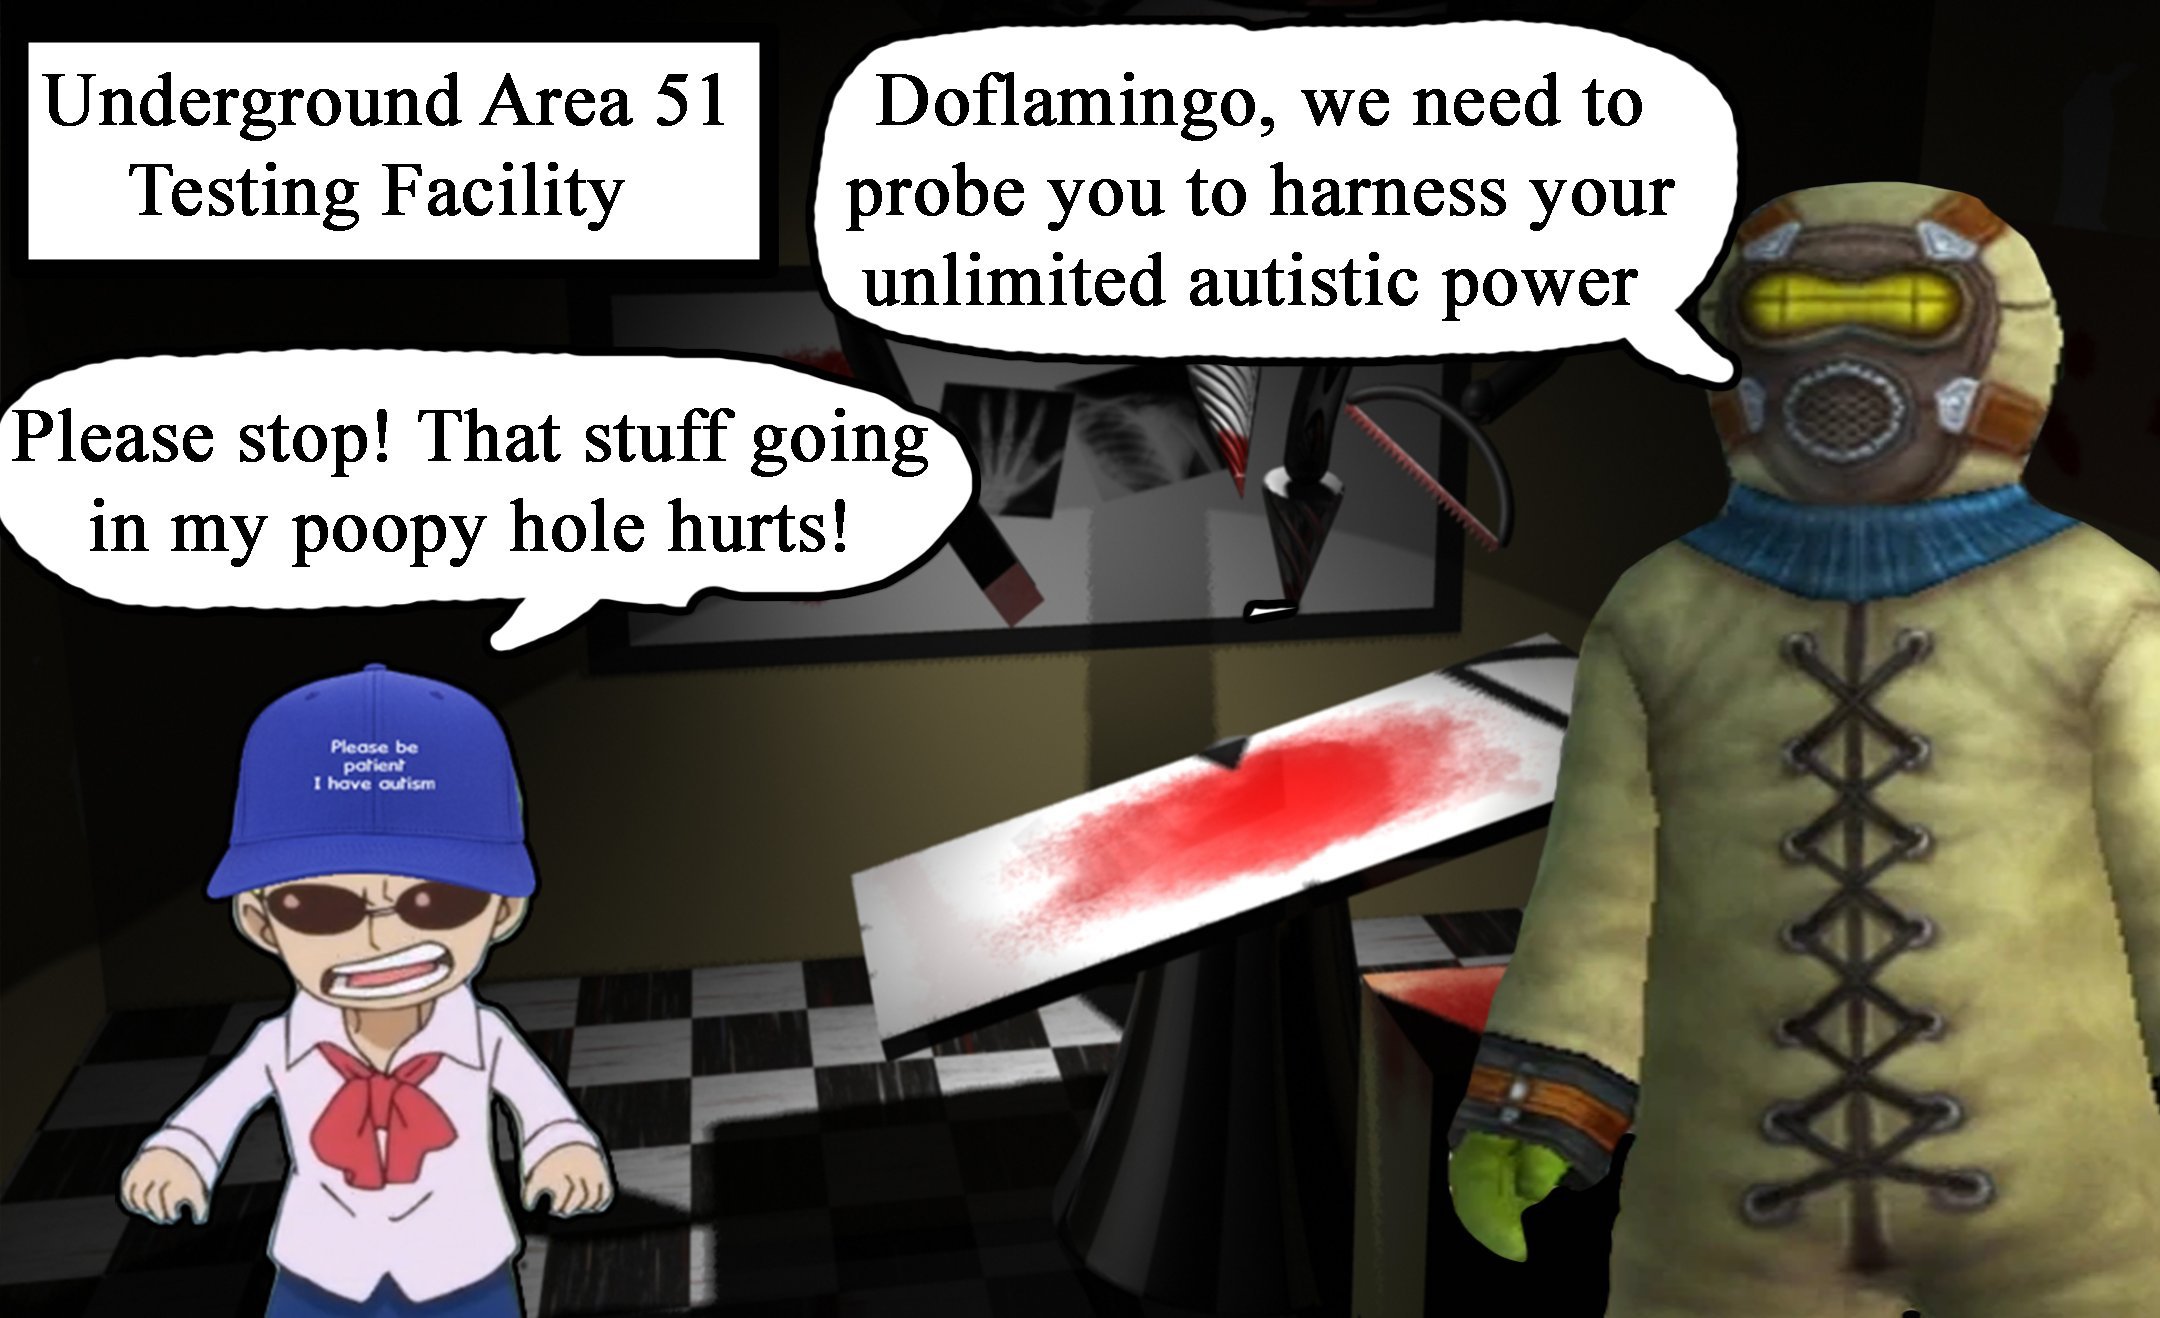 Underground Area 51
Testing Facility
Doflamingo, we need to
probe you to harness your
unlimited autistic power
Please stop! That stuff going
in my poopy hole hurts!
Please be
patient
I have autism